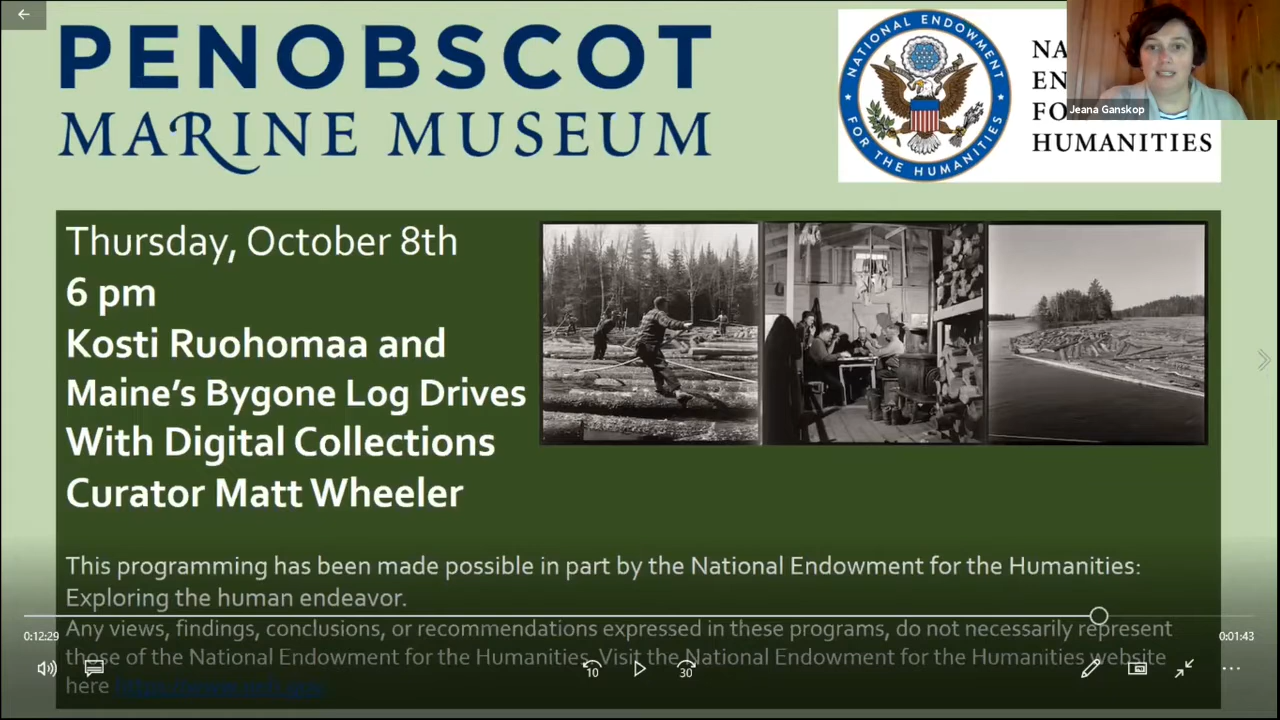 PENOBSCOT
MARINE MUSEUM
NATIONAL ENDOWMENT
FOR THE HUMANITIES
HUMANITIES
Jeana Ganskop
Thursday, October 8th
6 pm
Kosti Ruohomaa and
Maine's Bygone Log Drives
With Digital Collections
Curator Matt Wheeler
This programming has been made possible in part by the National Endowment for the Humanities:
Exploring the human endeavor.
Any views, findings, conclusions, or recommendations expressed in these programs, do not necessarily represent
those of the National Endowment for the Humanities. Visit the National Endowment for the Humanities website
here https://www.neh.gov
0:12:29
0:01:43
10
30